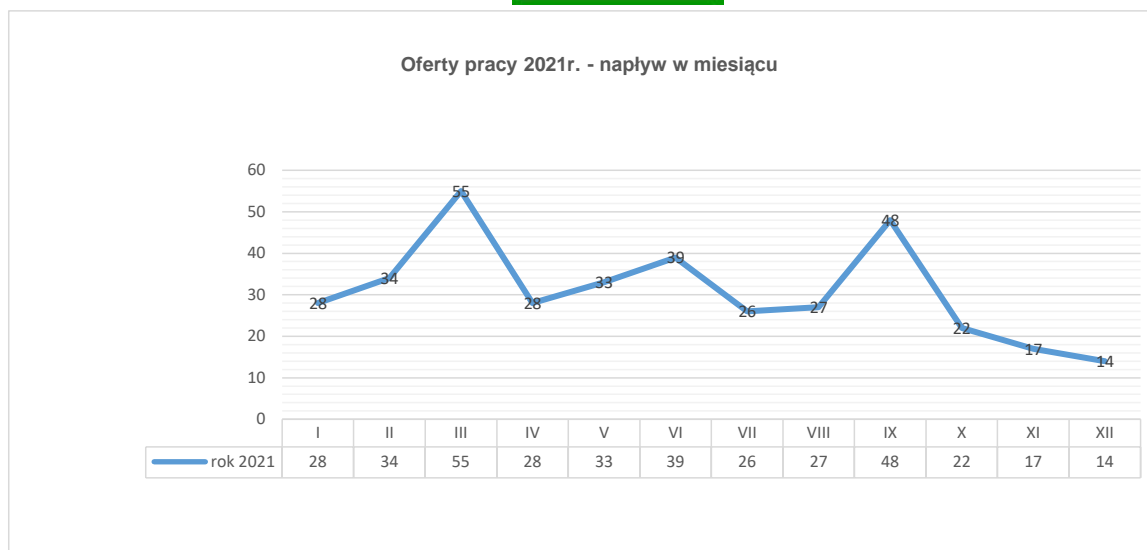 Oferty pracy 2021r. - napływ w miesiącu
60
50
40
30
20
10
0
28 34 55 28 33 39 26 27 48 22 17 14
I II III IV V VI VII VIII IX X XI XII
rok 2021 28 34 55 28 33 39 26 27 48 22 17 14